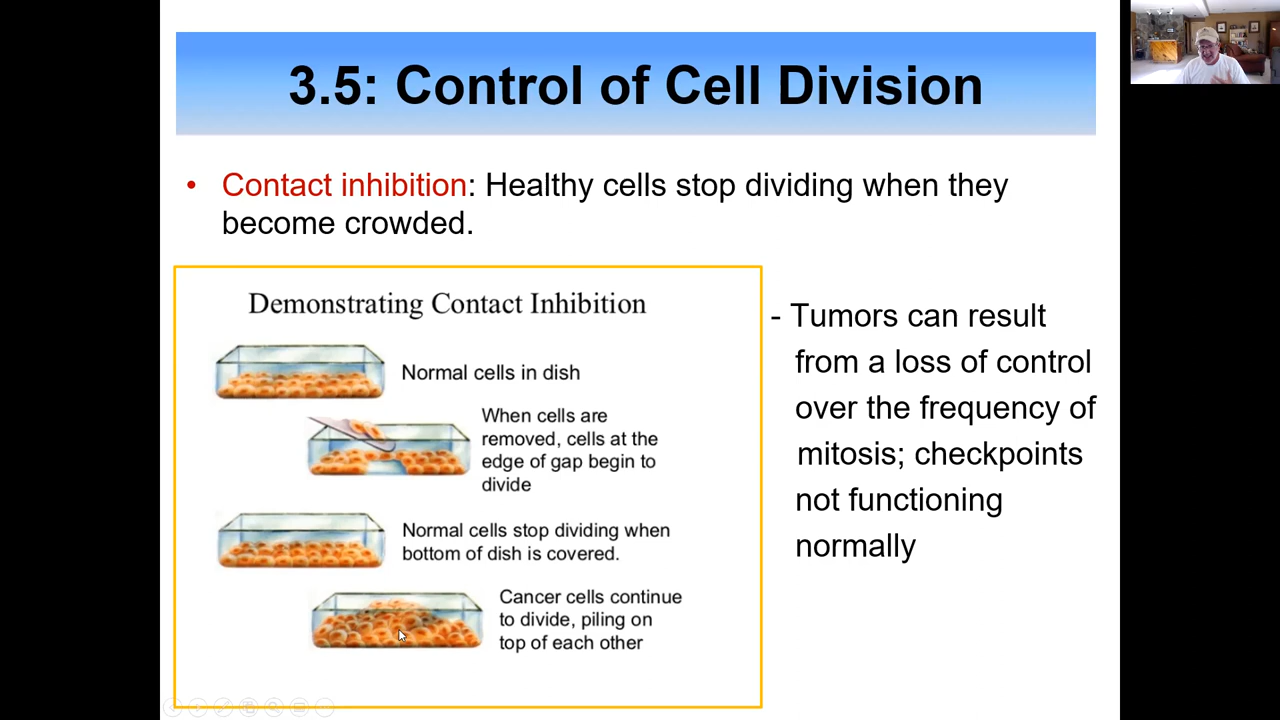 3.5: Control of Cell Division
• Contact inhibition: Healthy cells stop dividing when they
become crowded.
Demonstrating Contact Inhibition
Normal cells in dish
When cells are
removed, cells at the
edge of gap begin to
divide
Normal cells stop dividing when
bottom of dish is covered.
Cancer cells continue
to divide, piling on
top of each other
- Tumors can result
from a loss of control
over the frequency of
mitosis; checkpoints
not functioning
normally